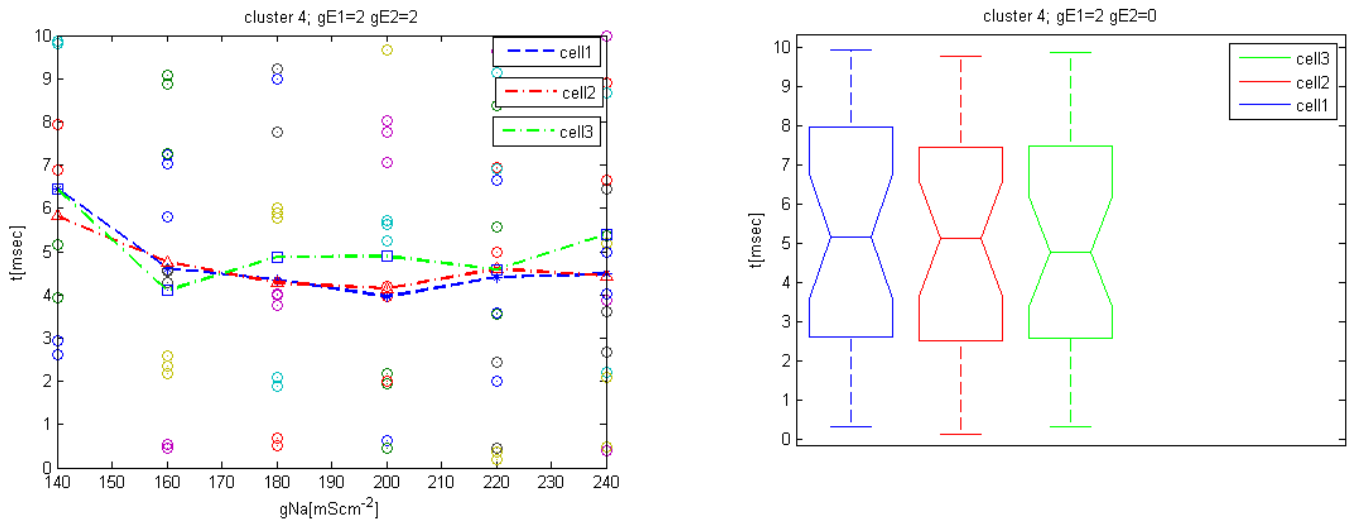 cluster 4; gE1=2 gE2=2
10
9
8
7
6
5
4
3
2
1
0
t[msec]
cell1
cell2
cell3
140 150 160 170 180 190 200 210 220 230 240
gNa[mScm-2]
cluster 4; gE1=2 gE2=0
10
9
8
7
6
5
4
3
2
1
0
t[msec]
cell3
cell2
cell1